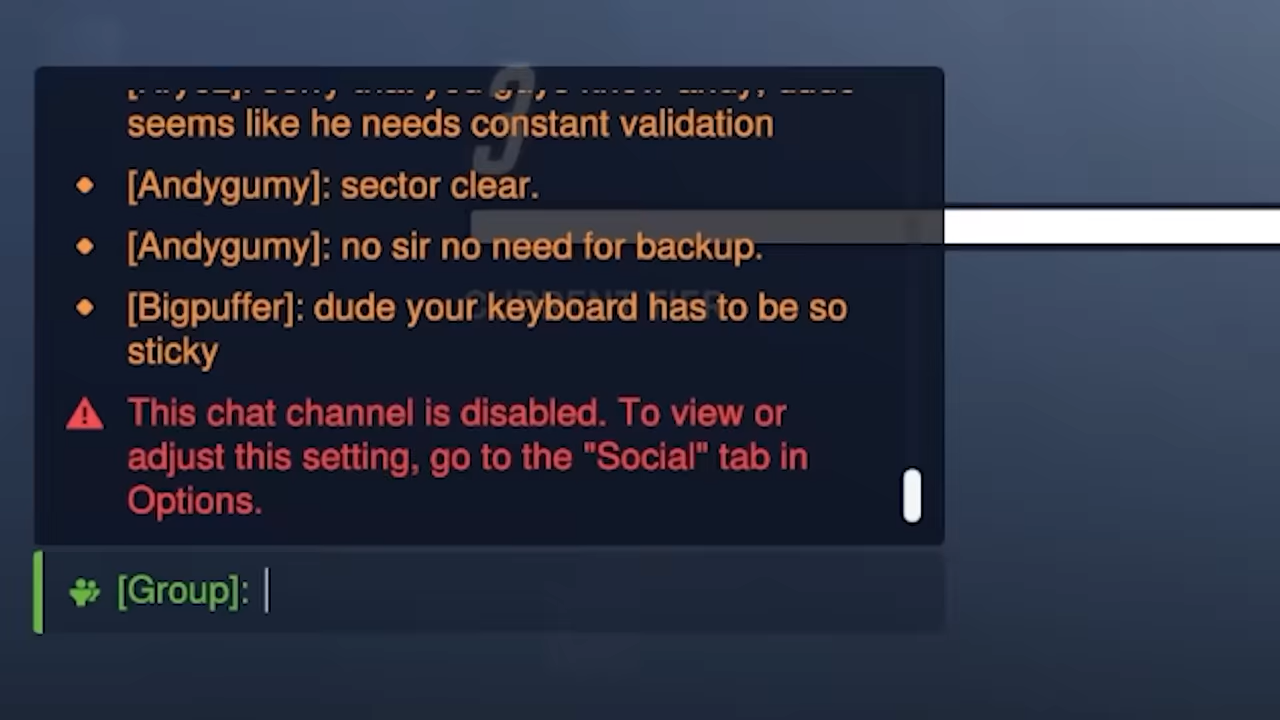 seems like he needs constant validation
[Andygumy]: sector clear.
[Andygumy]: no sir no need for backup.
[Bigpuffer]: dude your keyboard has to be so
sticky
This chat channel is disabled. To view or
adjust this setting, go to the "Social" tab in
Options.
[Group]:
CURRENT TIER